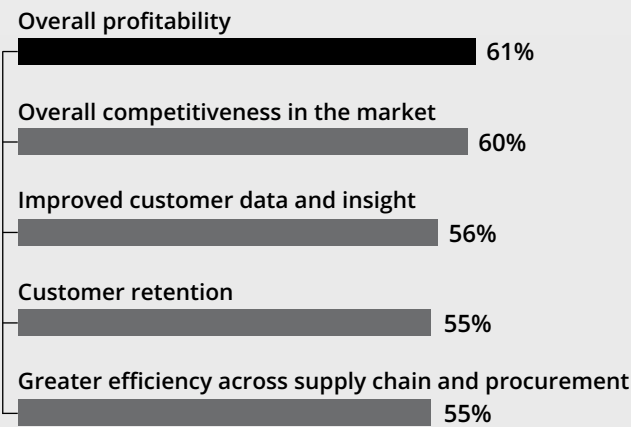 Overall profitability
61%
Overall competitiveness in the market
60%
Improved customer data and insight
56%
Customer retention
55%
Greater efficiency across supply chain and procurement
55%